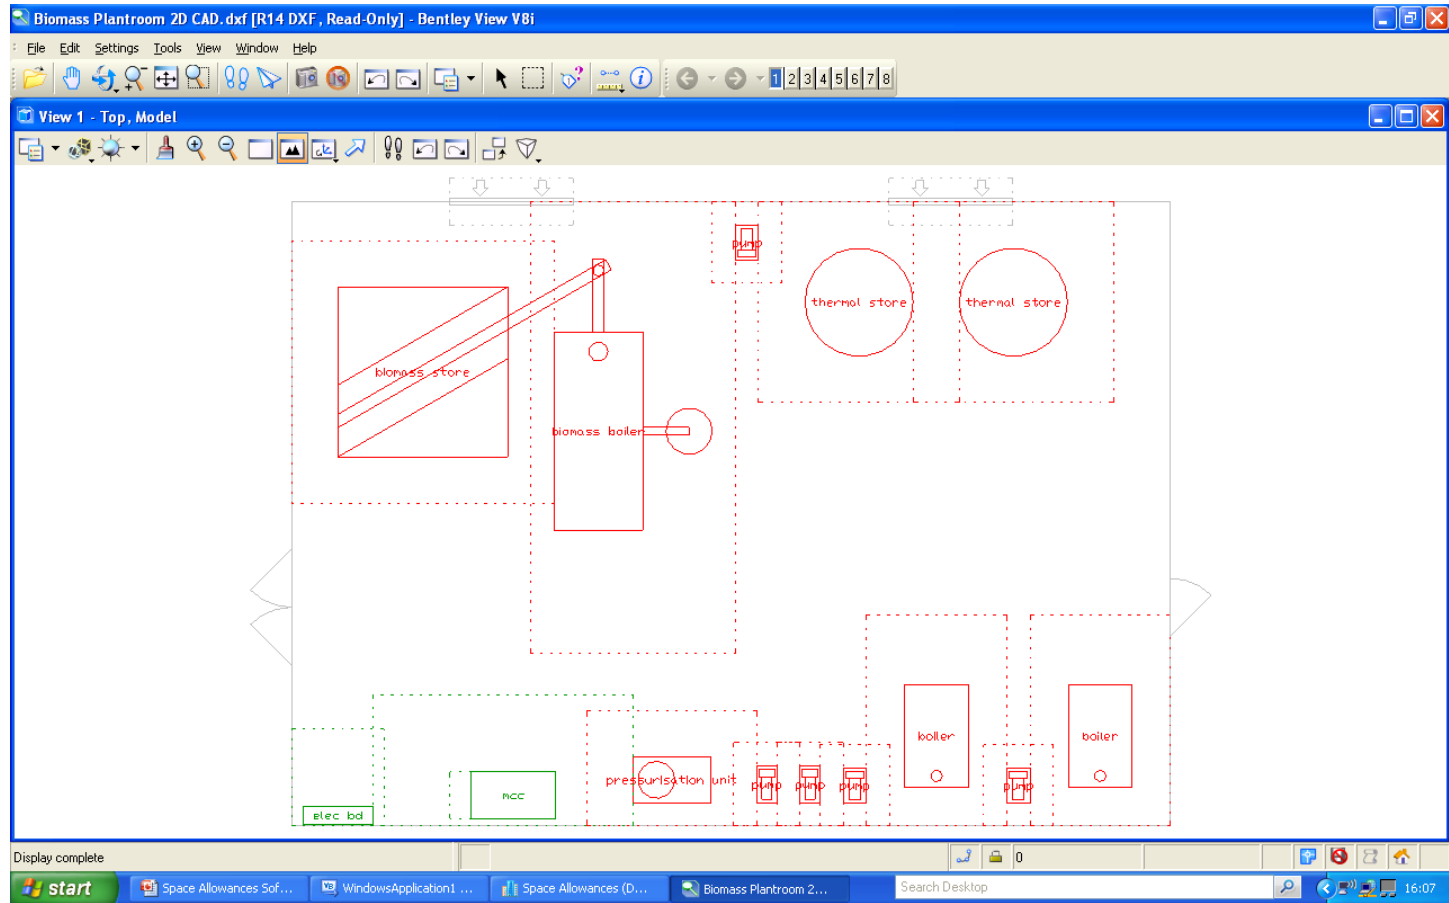 Biomass Plantroom 2D CAD.dxf [R14 DXF, Read-Only] - Bentley View V8i
File Edit Settings Tools View Window Help
1 2 3 4 5 6 7 8
View 1 - Top, Model
pump
thermal store
thermal store
biomass store
biomass boiler
boiler
boiler
pressurisation unit
pump
pump
pump
pump
mcc
elec bd
Display complete
0
start
Space Allowances Sof...
WindowsApplication1 ...
Space Allowances (D...
Biomass Plantroom 2...
Search Desktop
16:07